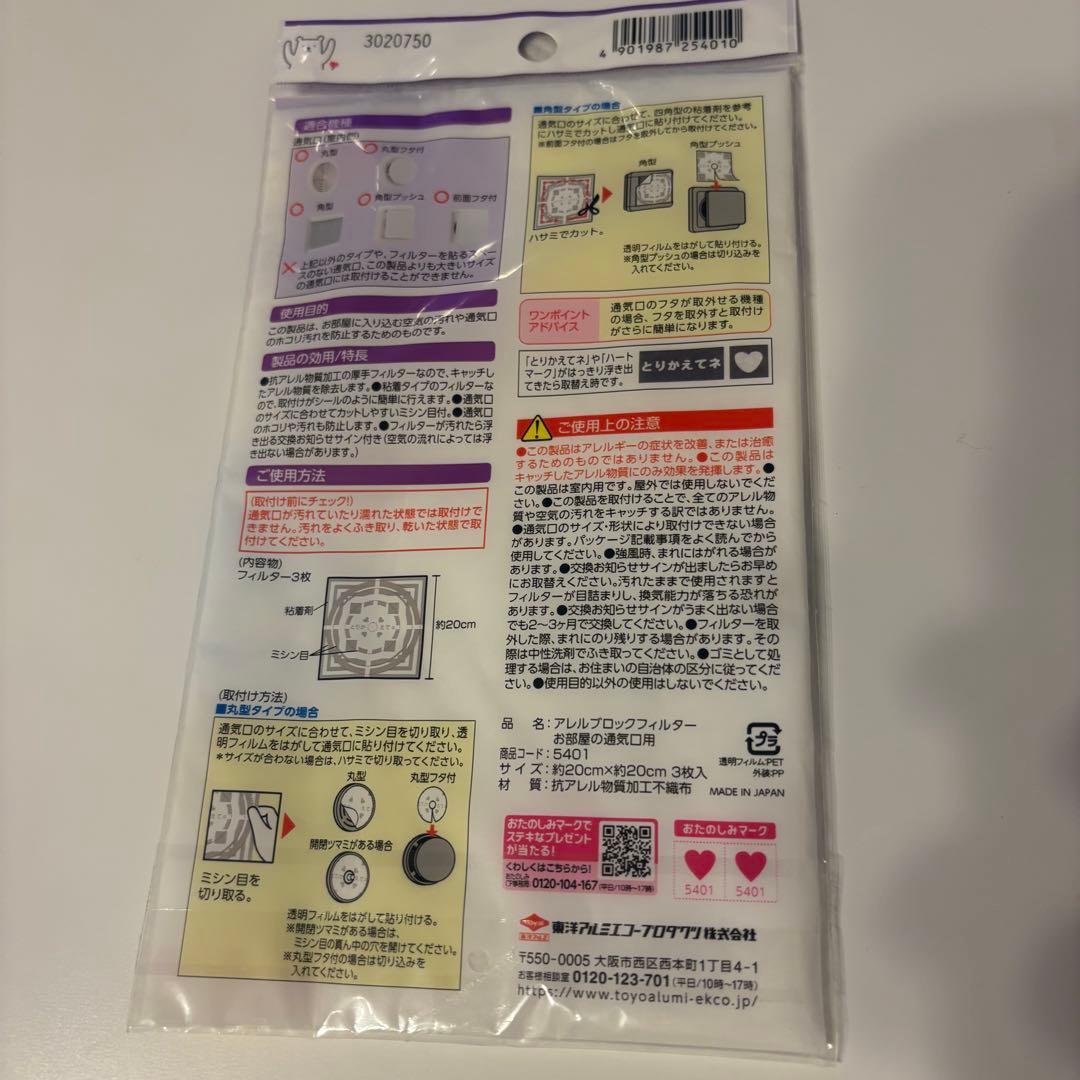 3020750
4 901987 254010
適合機種
通気口(室内側)
丸型
丸型フタ付
角型
角型プッシュ
前面フタ付
上記以外のタイプや、フィルターを貼るスペー
スのない通気口、この製品よりも大きいサイズ
の通気口には取付けることができません。
使用目的
この製品は、お部屋に入り込む空気の汚れや通気口
のホコリ汚れを防止するためのものです。
製品の効用/特長
●抗アレル物質加工の厚手フィルターなので、キャッチし
たアレル物質を除去します。●粘着タイプのフィルターな
ので、取付けがシールのように簡単に行えます。●通気口
のサイズに合わせてカットしやすいミシン目付。●通気口
のホコリや汚れも防止します。●フィルターが汚れたら浮
き出る交換お知らせサイン付き(空気の流れによっては浮
き出ない場合があります。)
ご使用方法
(取付け前にチェック!)
通気口が汚れていたり濡れた状態では取付けで
きません。汚れをよくふき取り、乾いた状態で取
付けてください。
(内容物)
フィルター3枚
粘着剤
ミシン目
約20cm
(取付け方法)
■丸型タイプの場合
通気口のサイズに合わせて、ミシン目を切り取り、透
明フィルムをはがして通気口に貼り付けてください。
*サイズが合わない場合は、ハサミで切り取ってください。
丸型
丸型フタ付
開閉ツマミがある場合
ミシン目を
切り取る。
透明フィルムをはがして貼り付ける。
※開閉ツマミがある場合は、
ミシン目の真ん中の穴を開けてください。
※丸型フタ付の場合は切り込みを
入れてください。
■角型タイプの場合
通気口のサイズに合わせて、四角型の粘着剤を参考
にハサミでカットし通気口に貼り付けてください。
※前面フタ付の場合はフタを取外してから取付けてください。
角型
角型プッシュ
ハサミでカット。
透明フィルムをはがして貼り付ける。
※角型プッシュの場合は切り込みを
入れてください。
ワンポイント
アドバイス
通気口のフタが取外せる機種
の場合、フタを取外すと取付け
がさらに簡単になります。
「とりかえてネ」や「ハート
マーク」がはっきり浮き出
てきたら取替え時です。
とりかえてネ
ご使用上の注意
●この製品はアレルギーの症状を改善、または治癒
するためのものではありません。●この製品は
キャッチしたアレル物質にのみ効果を発揮します。●
この製品は室内用です。屋外では使用しないでくだ
さい。●この製品を取付けることで、全てのアレル物
質や空気の汚れをキャッチする訳ではありません。
●通気口のサイズ・形状により取付けできない場合
があります。パッケージ記載事項をよく読んでから
使用してください。●強風時、まれにはがれる場合が
あります。●交換お知らせサインが出ましたらお早め
にお取替えください。汚れたままで使用されますと
フィルターが目詰まりし、換気能力が落ちる恐れが
あります。●交換お知らせサインがうまく出ない場合
でも2〜3ヶ月で交換してください。●フィルターを取
外した際、まれにのり残りする場合があります。その
際は中性洗剤でふき取ってください。●ゴミとして処
理する場合は、お住まいの自治体の区分に従ってくだ
さい。●使用目的以外の使用はしないでください。
品 名:アレルブロックフィルター
お部屋の通気口用
商品コード:5401
サイズ:約20cm×約20cm 3枚入
材 質:抗アレル物質加工不織布
プラ
透明フィルム:PET
外装:PP
MADE IN JAPAN
おたのしみマークで
ステキなプレゼント
が当たる!
くわしくはこちらから!
おたのしみ
CP事務局 0120-104-167 (平日/10時〜17時)
おたのしみマーク
5401
5401
東洋アルミ
東洋アルミエコープロダクツ株式会社
〒550-0005 大阪市西区西本町1丁目4-1
お客様相談室 0120-123-701 (平日/10時〜17時)
https://www.toyoalumi-ekco.jp/